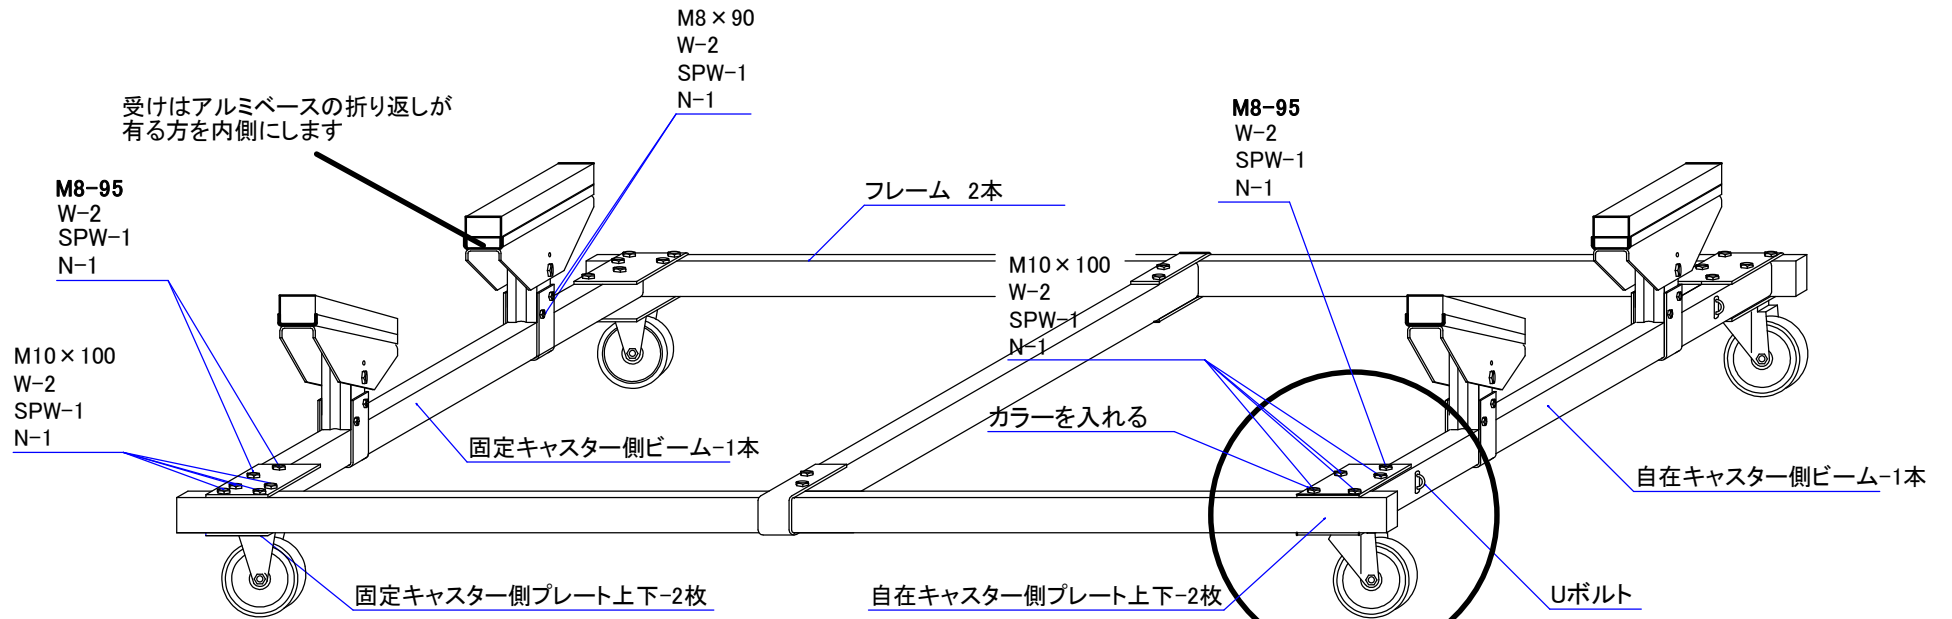 M8×90
W-2
SPW-1
N-1
受けはアルミベースの折り返しが
有る方を内側にします
M8-95
W-2
SPW-1
N-1
M8-95
W-2
SPW-1
N-1
フレーム 2本
M10×100
W-2
SPW-1
N-1
M10×100
W-2
SPW-1
N-1
固定キャスター側ビーム-1本
カラーを入れる
自在キャスター側ビーム-1本
固定キャスター側プレート上下-2枚
自在キャスター側プレート上下-2枚
Uボルト